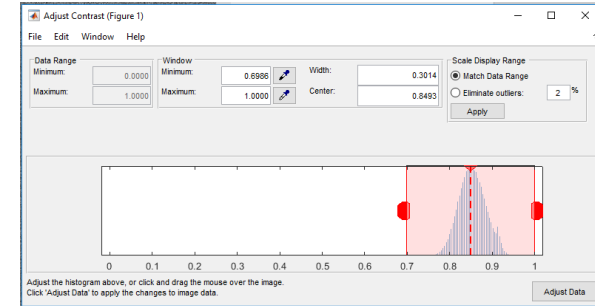 Adjust Contrast (Figure 1)
File Edit Window Help
Data Range
Minimum: 0.0000
Maximum: 1.0000
Window
Minimum: 0.6986
Maximum: 1.0000
Width: 0.3014
Center: 0.8493
Scale Display Range
Match Data Range
Eliminate outliers: 2 %
Apply
0 0.1 0.2 0.3 0.4 0.5 0.6 0.7 0.8 0.9 1
Adjust the histogram above, or click and drag the mouse over the image.
Click 'Adjust Data' to apply the changes to image data.
Adjust Data